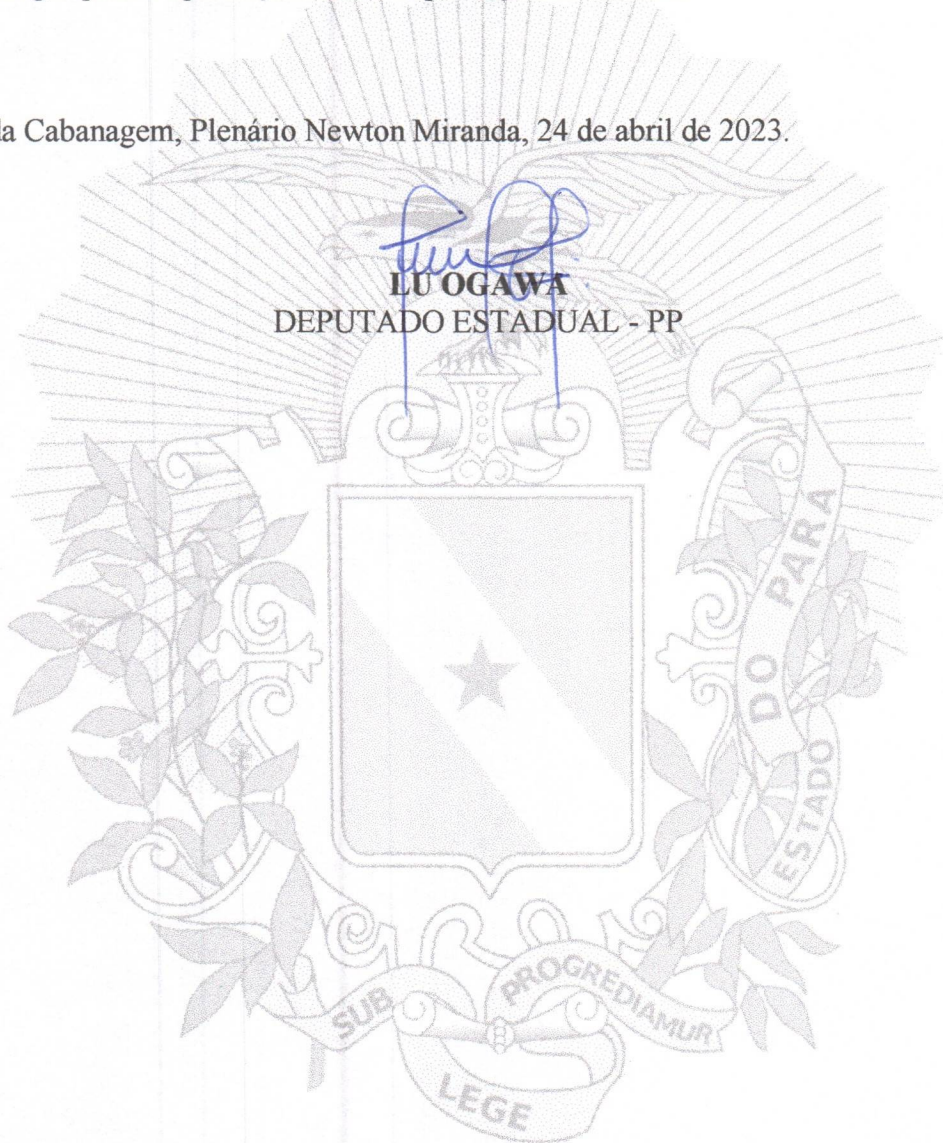 da Cabanagem, Plenário Newton Miranda, 24 de abril de 2023.
LU OGAWA
DEPUTADO ESTADUAL - PP
ESTADO DO PARÁ
SUB LEGE PROGREDIAMUR